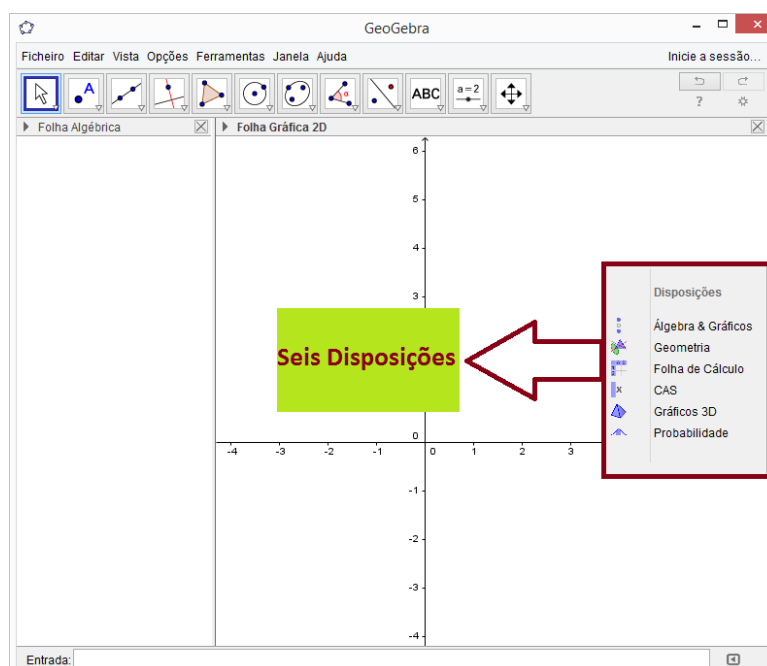 GeoGebra
Ficheiro Editar Vista Opções Ferramentas Janela Ajuda
Inicie a sessão...
A
α
ABC
a=2
?
Folha Algébrica
Folha Gráfica 2D
6
5
4
3
0
-4 -3 -2 -1 0 1 2 3
-1
-2
-3
-4
Seis Disposições
Disposições
Álgebra & Gráficos
Geometria
Folha de Cálculo
x CAS
Gráficos 3D
Probabilidade
Entrada: